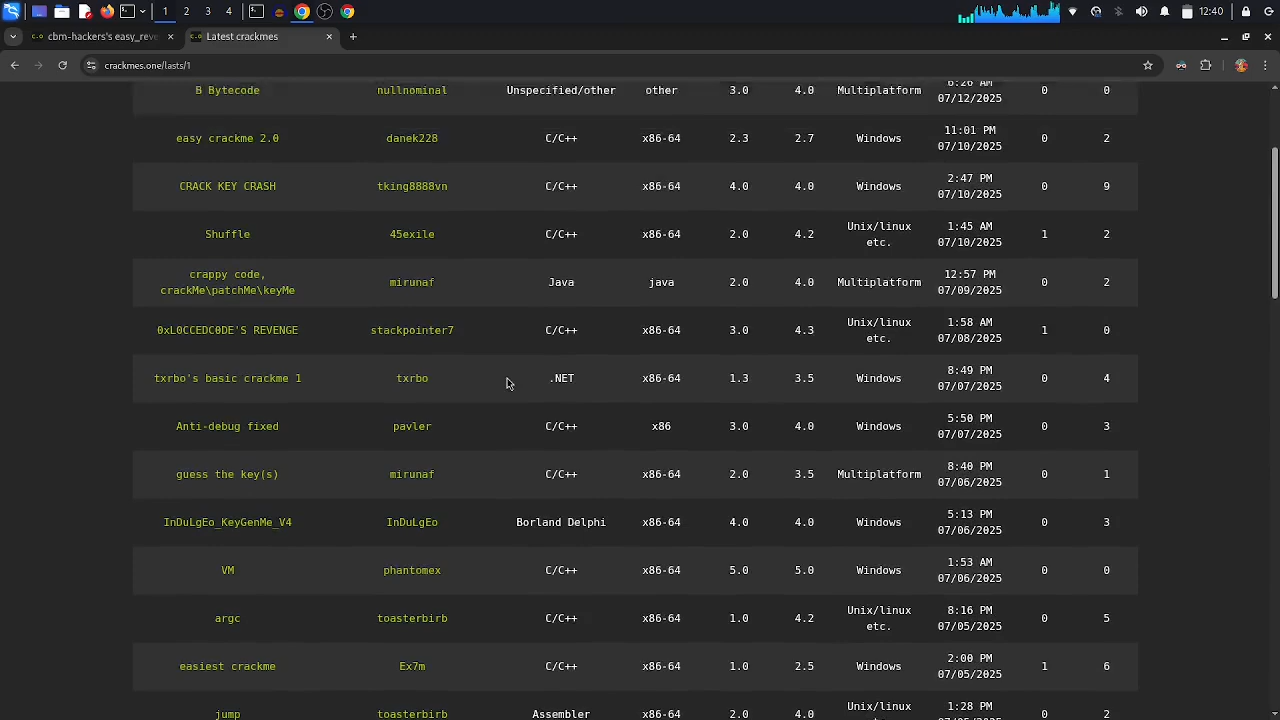 1 2 3 4 12:40
cbm-hackers's easy_reve Latest crackmes
crackmes.one/lasts/1
B Bytecode nullnominal Unspecified/other other 3.0 4.0 Multiplatform 6:26 AM 0 0
07/12/2025
easy crackme 2.0 danek228 C/C++ x86-64 2.3 2.7 Windows 11:01 PM 0 2
07/10/2025
CRACK KEY CRASH tking8888vn C/C++ x86-64 4.0 4.0 Windows 2:47 PM 0 9
07/10/2025
Shuffle 45exile C/C++ x86-64 2.0 4.2 Unix/linux 1:45 AM 1 2
etc. 07/10/2025
crappy code, mirunaf Java java 2.0 4.0 Multiplatform 12:57 PM 0 2
crackMe\patchMe\keyMe 07/09/2025
0xL0CCEDC0DE'S REVENGE stackpointer7 C/C++ x86-64 3.0 4.3 Unix/linux 1:58 AM 1 0
etc. 07/08/2025
txrbo's basic crackme 1 txrbo .NET x86-64 1.3 3.5 Windows 8:49 PM 0 4
07/07/2025
Anti-debug fixed pavler C/C++ x86 3.0 4.0 Windows 5:50 PM 0 3
07/07/2025
guess the key(s) mirunaf C/C++ x86-64 2.0 3.5 Multiplatform 8:40 PM 0 1
07/06/2025
InDuLgEo_KeyGenMe_V4 InDuLgEo Borland Delphi x86-64 4.0 4.0 Windows 5:13 PM 0 3
07/06/2025
VM phantomex C/C++ x86-64 5.0 5.0 Windows 1:53 AM 0 0
07/06/2025
argc toasterbirb C/C++ x86-64 1.0 4.2 Unix/linux 8:16 PM 0 5
etc. 07/05/2025
easiest crackme Ex7m C/C++ x86-64 1.0 2.5 Windows 2:00 PM 1 6
07/05/2025
jump toasterbirb Assembler x86-64 2.0 4.0 Unix/linux 1:28 PM 0 2